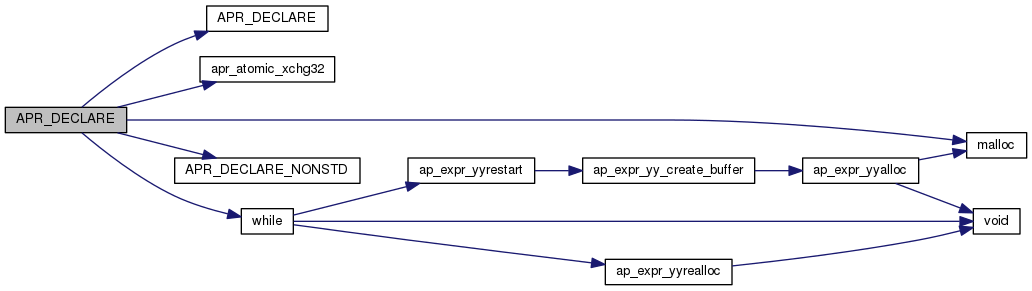 APR_DECLARE
apr_atomic_xchg32
APR_DECLARE
malloc
APR_DECLARE_NONSTD
ap_expr_yyrestart
ap_expr_yy_create_buffer
ap_expr_yyalloc
while
void
ap_expr_yyrealloc